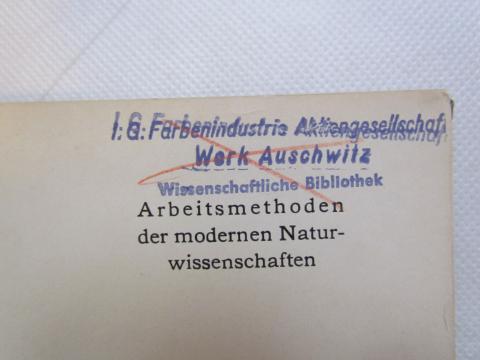 I. G. Farbenindustrie Aktiengesellschaft
Werk Auschwitz
Wissenschaftliche Bibliothek
Arbeitsmethoden
der modernen Natur-
wissenschaften